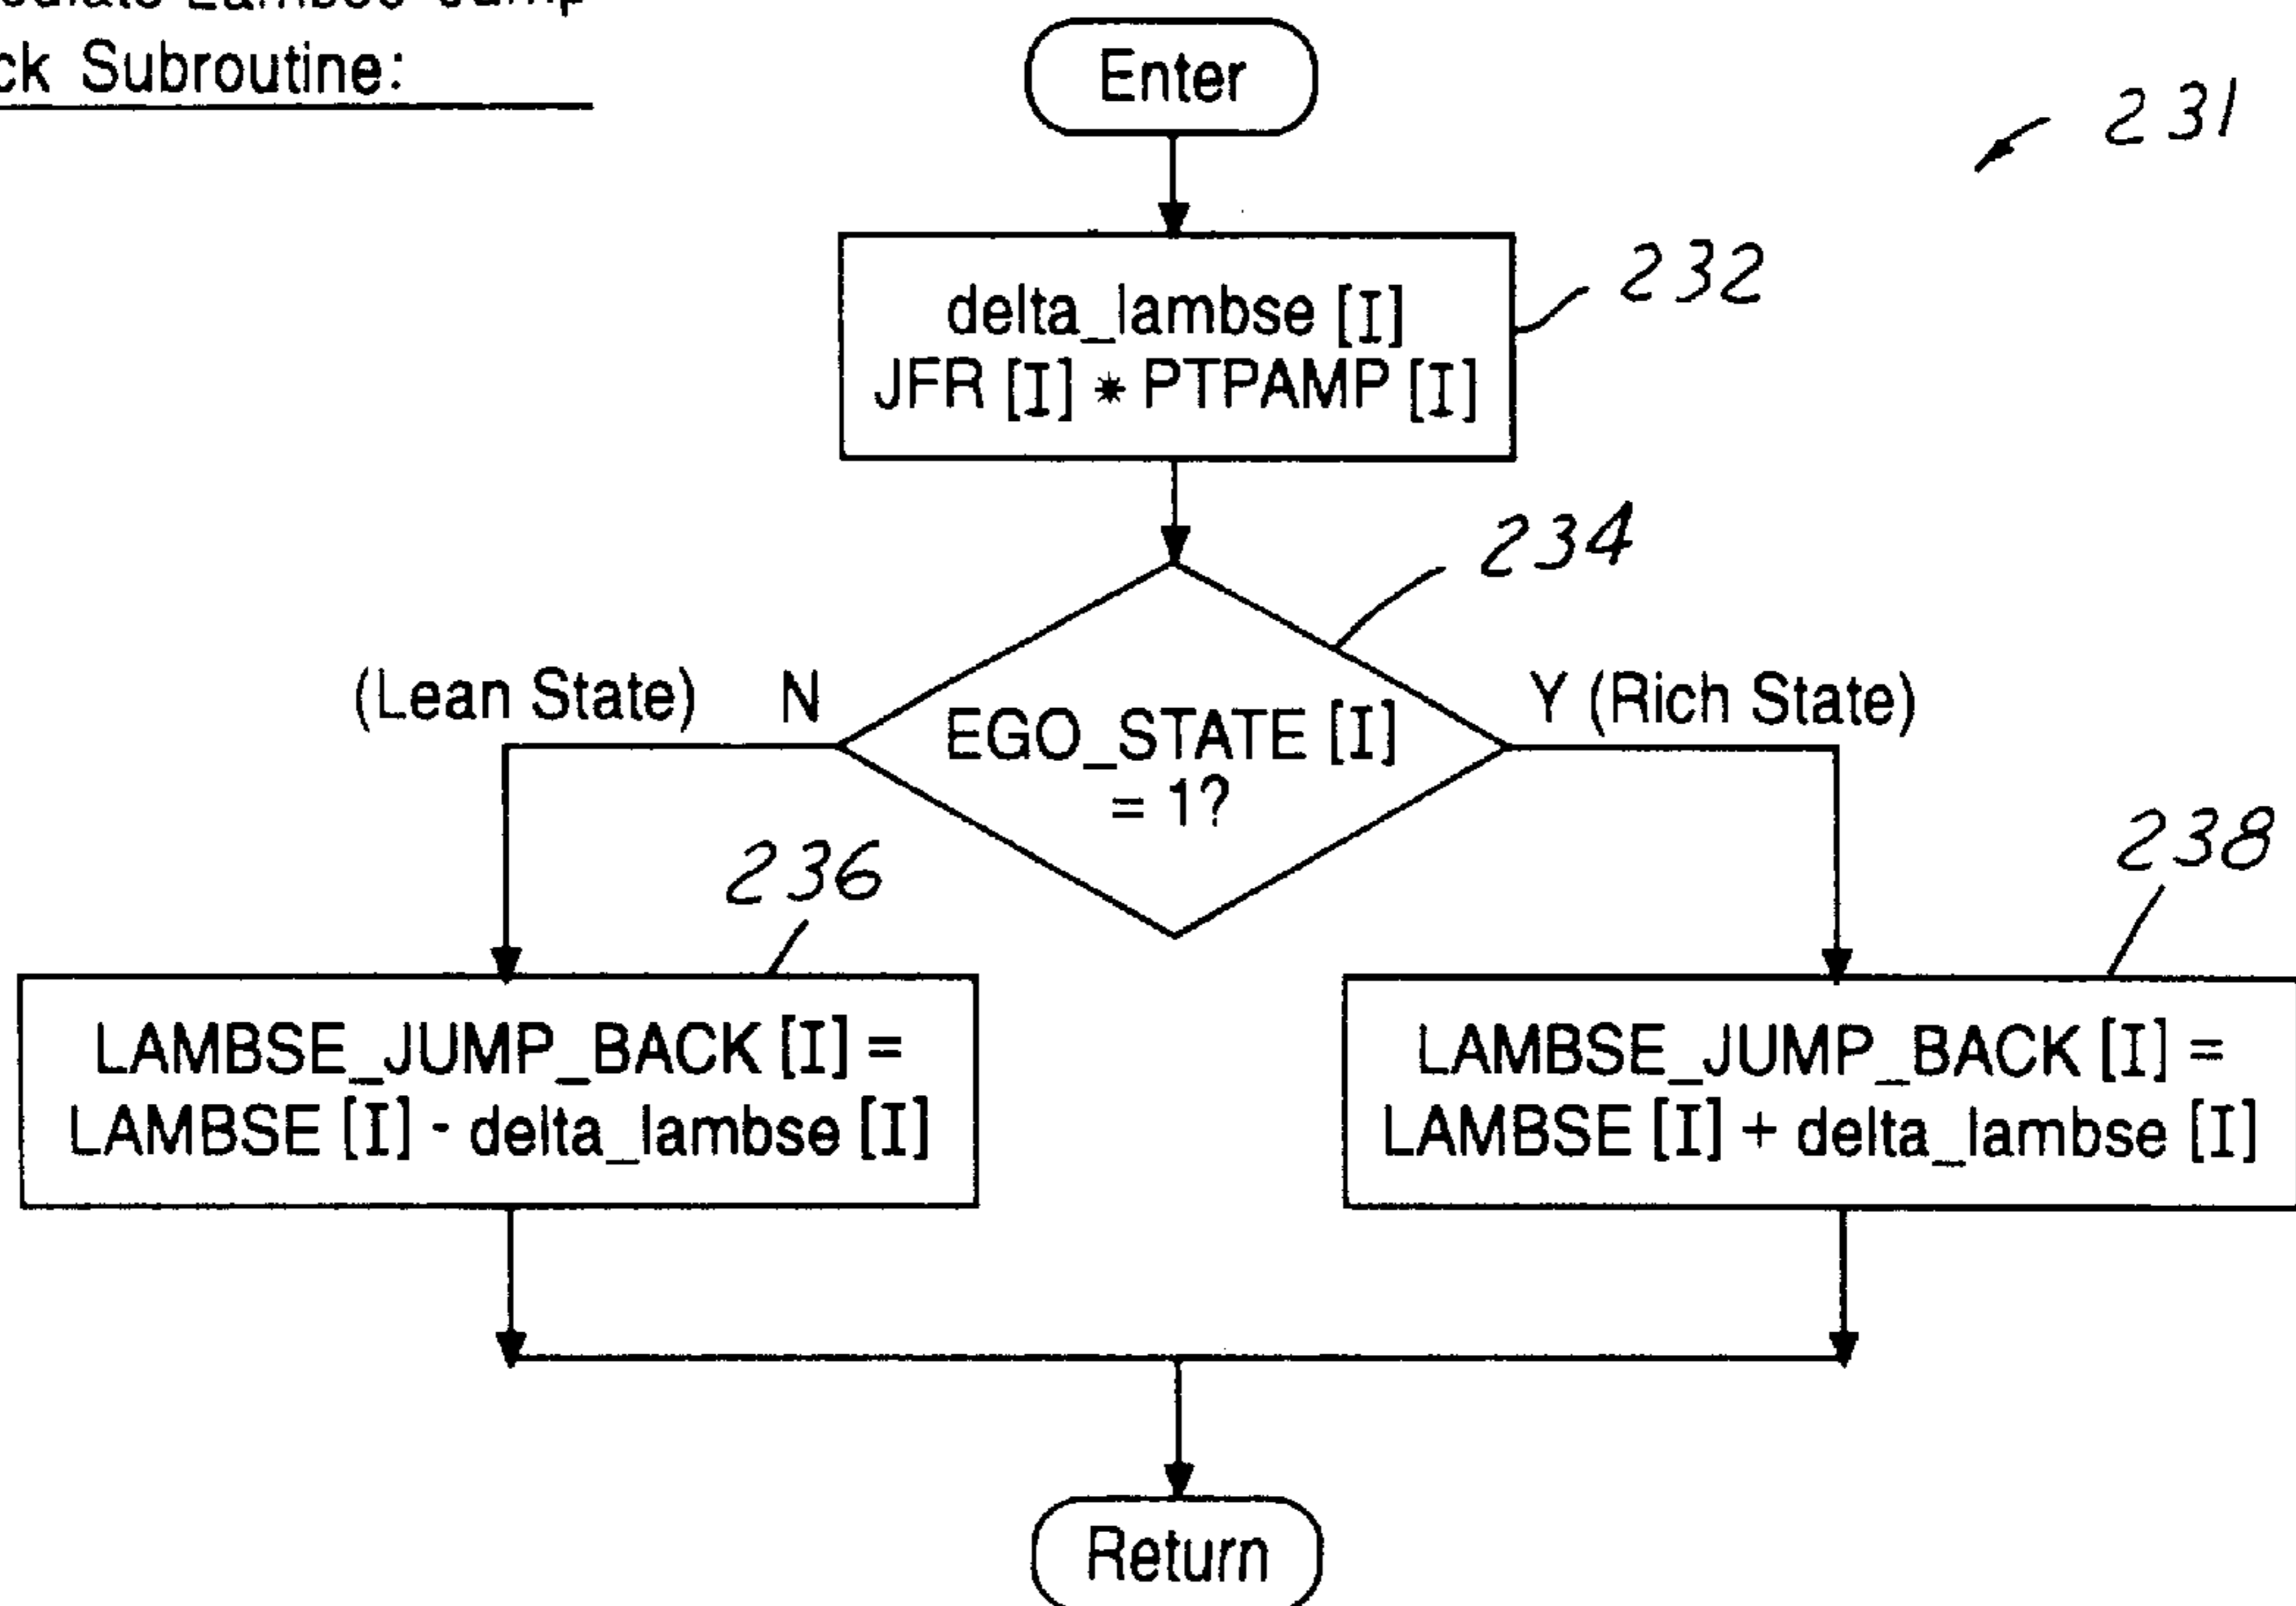 Subroutine:
Enter
231
delta_lambse [I]
JFR [I] * PTPAMP [I]
232
234
(Lean State) N
Y (Rich State)
EGO_STATE [I]
= 1?
236
238
LAMBSE_JUMP_BACK [I] =
LAMBSE [I] - delta_lambse [I]
LAMBSE_JUMP_BACK [I] =
LAMBSE [I] + delta_lambse [I]
Return